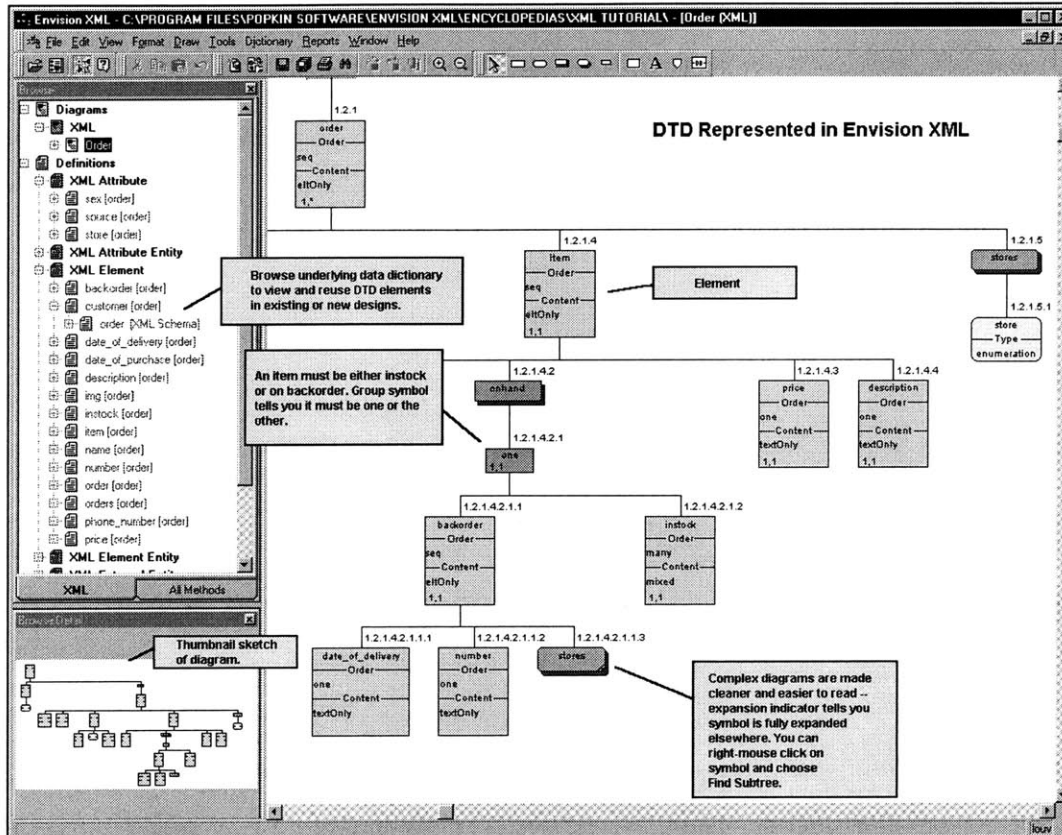 Envision XML - C:\PROGRAM FILES\POPKIN SOFTWARE\ENVISION XML\ENCYCLOPEDIAS\XML TUTORIAL\ - [Order (XML)]
File Edit View Format Draw Tools Dictionary Reports Window Help
Browse
Diagrams
XML
Order
Definitions
XML Attribute
sex [order]
source [order]
store [order]
XML Attribute Entity
XML Element
backorder [order]
customer [order]
order [XML Schema]
date_of_delivery [order]
date_of_purchace [order]
description [order]
img [order]
instock [order]
item [order]
name [order]
number [order]
order [order]
orders [order]
phone_number [order]
price [order]
XML Element Entity
XML
All Methods
Browse Detail
Thumbnail sketch
of diagram.
DTD Represented in Envision XML
1.2.1
order
Order
seq
Content
eltOnly
1,*
1.2.1.4
item
Order
seq
Content
eltOnly
1,1
1.2.1.5
stores
1.2.1.5.1
store
Type
enumeration
Browse underlying data dictionary
to view and reuse DTD elements
in existing or new designs.
Element
An item must be either instock
or on backorder. Group symbol
tells you it must be one or the
other.
1.2.1.4.2
onhand
1.2.1.4.2.1
one
1,1
1.2.1.4.3
price
Order
one
Content
textOnly
1,1
1.2.1.4.4
description
Order
one
Content
textOnly
1,1
1.2.1.4.2.1.1
backorder
Order
seq
Content
eltOnly
1,1
1.2.1.4.2.1.2
instock
Order
many
Content
mixed
1,1
1.2.1.4.2.1.1.1
date_of_delivery
Order
one
Content
textOnly
1.2.1.4.2.1.1.2
number
Order
one
Content
textOnly
1.2.1.4.2.1.1.3
stores
Complex diagrams are made
cleaner and easier to read --
expansion indicator tells you
symbol is fully expanded
elsewhere. You can
right-mouse click on
symbol and choose
Find Subtree.